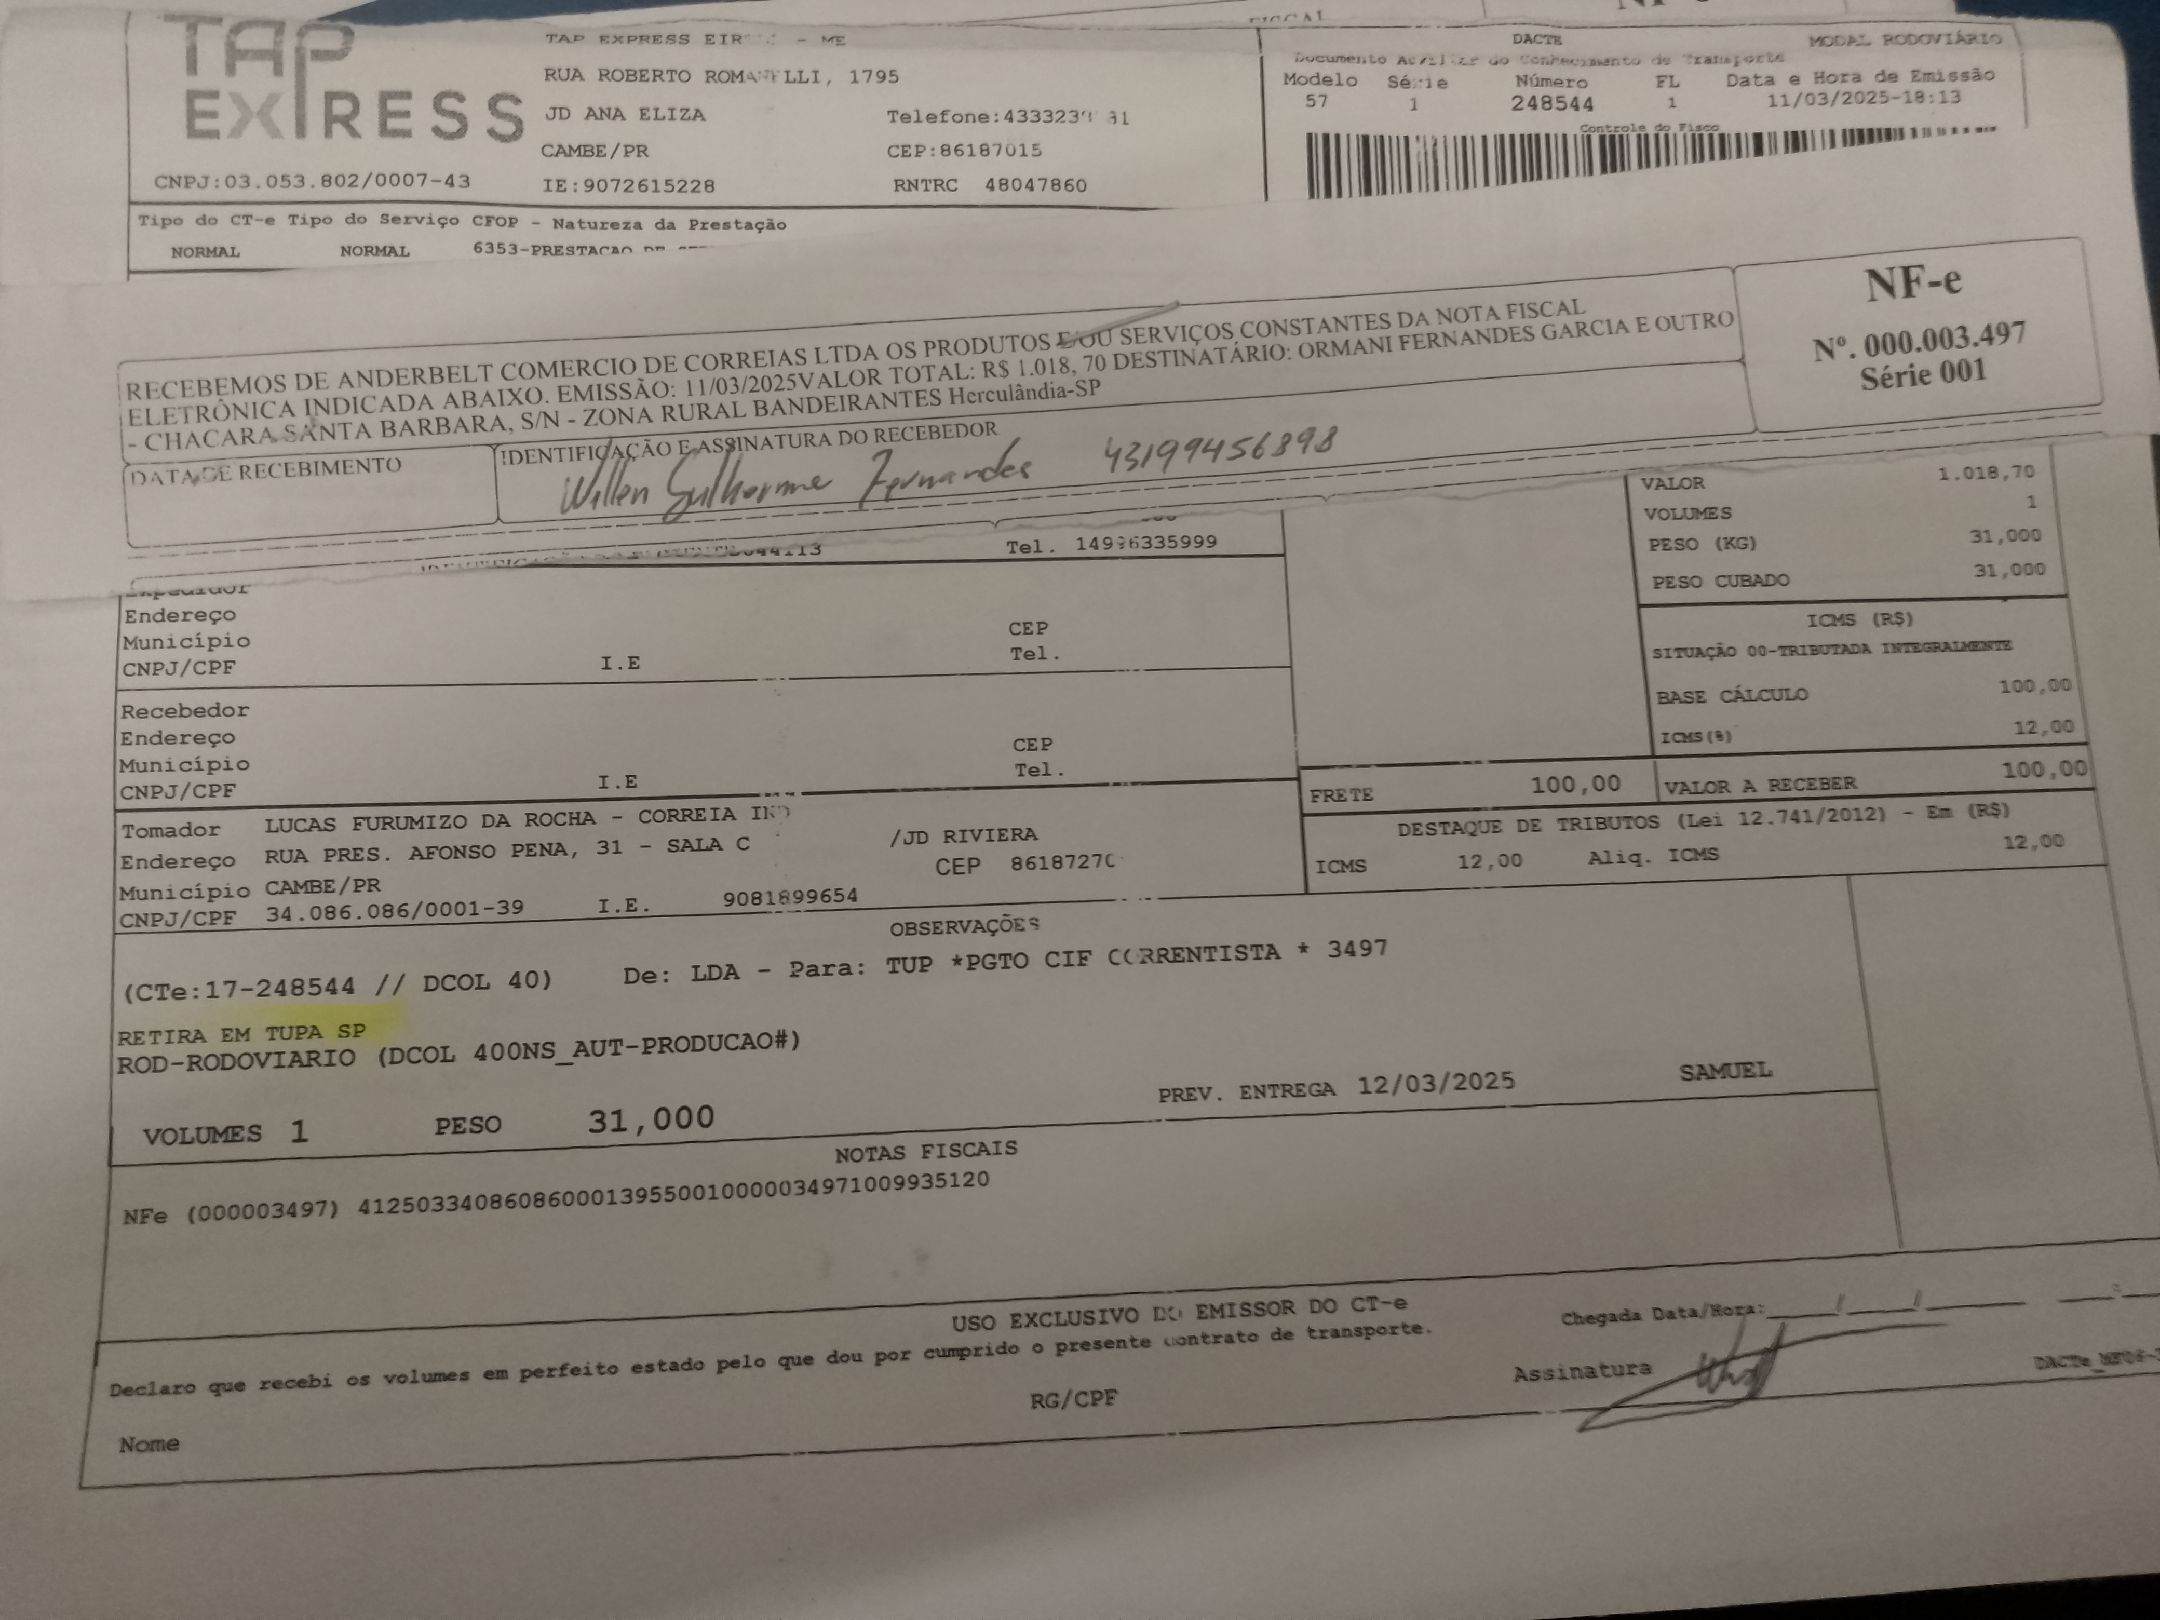 TAP
EXPRESS
TAP EXPRESS - ME
RUA ROBERTO ROMANELLI, 1795
JD ANA ELIZA
CAMBE/PR CEP:86187015
CNPJ:03.053.802/0007-43 IE:9072615228 RNTRC 48047860
DACTE MODAL RODOVIÁRIO
Documento Auxiliar do Conhecimento de Transporte
Modelo Série Número FL Data e Hora de Emissão
57 1 248544 1 11/03/2025-18:13
Controle do Fisco
Tipo do CT-e Tipo do Serviço CFOP - Natureza da Prestação
NORMAL NORMAL 6353-PRESTACAO DE
RECEBEMOS DE ANDERBELT COMERCIO DE CORREIAS LTDA OS PRODUTOS E/OU SERVIÇOS CONSTANTES DA NOTA FISCAL
ELETRÔNICA INDICADA ABAIXO. EMISSÃO: 11/03/2025VALOR TOTAL: R$ 1.018, 70 DESTINATÁRIO: ORMANI FERNANDES GARCIA E OUTRO
- CHACARA SANTA BARBARA, S/N - ZONA RURAL BANDEIRANTES Herculândia-SP
NF-e
Nº. 000.003.497
Série 001
DATA DE RECEBIMENTO
IDENTIFICAÇÃO E ASSINATURA DO RECEBEDOR
Willen Guilherme Fernandes 43199456898
Tel. 14996335999
VALOR 1.018,70
VOLUMES 1
PESO (KG) 31,000
PESO CUBADO 31,000
ICMS (R$)
SITUAÇÃO 00-TRIBUTADA INTEGRALMENTE
BASE CÁLCULO 100,00
ICMS(%) 12,00
Expedidor
Endereço
Município CEP
CNPJ/CPF I.E Tel.
Recebedor
Endereço
Município CEP
CNPJ/CPF I.E Tel.
FRETE 100,00 VALOR A RECEBER 100,00
DESTAQUE DE TRIBUTOS (Lei 12.741/2012) - Em (R$)
ICMS 12,00 Aliq. ICMS 12,00
Tomador LUCAS FURUMIZO DA ROCHA - CORREIA IND
Endereço RUA PRES. AFONSO PENA, 31 - SALA C /JD RIVIERA
Município CAMBE/PR CEP 86187270
CNPJ/CPF 34.086.086/0001-39 I.E. 9081899654
OBSERVAÇÕES
(CTe:17-248544 // DCOL 40) De: LDA - Para: TUP *PGTO CIF CORRENTISTA * 3497
RETIRA EM TUPA SP
ROD-RODOVIARIO (DCOL 400NS_AUT-PRODUCAO#)
PREV. ENTREGA 12/03/2025 SAMUEL
VOLUMES 1 PESO 31,000
NOTAS FISCAIS
NFe (000003497) 41250334086086000139550010000034971009935120
USO EXCLUSIVO DO EMISSOR DO CT-e
Declaro que recebi os volumes em perfeito estado pelo que dou por cumprido o presente contrato de transporte.
Chegada Data/Hora:____/____/____
Nome RG/CPF Assinatura